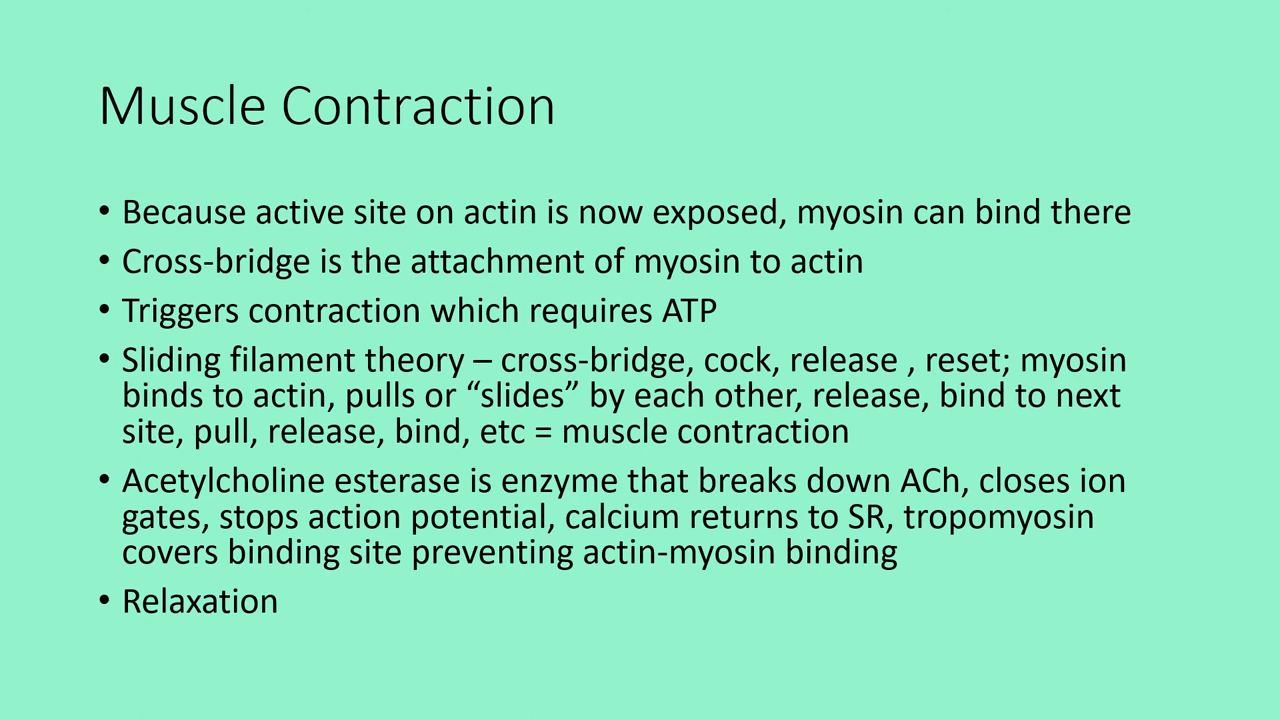 Muscle Contraction
• Because active site on actin is now exposed, myosin can bind there
• Cross-bridge is the attachment of myosin to actin
• Triggers contraction which requires ATP
• Sliding filament theory – cross-bridge, cock, release , reset; myosin
binds to actin, pulls or “slides” by each other, release, bind to next
site, pull, release, bind, etc = muscle contraction
• Acetylcholine esterase is enzyme that breaks down ACh, closes ion
gates, stops action potential, calcium returns to SR, tropomyosin
covers binding site preventing actin-myosin binding
• Relaxation